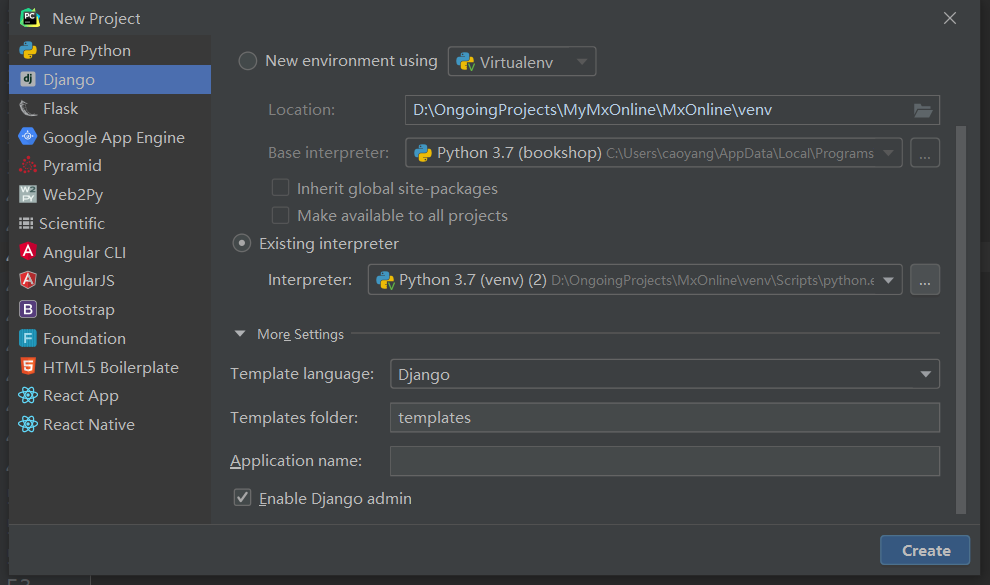 New Project
Pure Python
Django
Flask
Google App Engine
Pyramid
Web2Py
Scientific
Angular CLI
AngularJS
Bootstrap
Foundation
HTML5 Boilerplate
React App
React Native
New environment using Virtualenv
Location: D:\OngoingProjects\MyMxOnline\MxOnline\venv
Base interpreter: Python 3.7 (bookshop) C:\Users\caoyang\AppData\Local\Programs ...
Inherit global site-packages
Make available to all projects
Existing interpreter
Interpreter: Python 3.7 (venv) (2) D:\OngoingProjects\MxOnline\venv\Scripts\python.e ...
More Settings
Template language: Django
Templates folder: templates
Application name:
Enable Django admin
Create